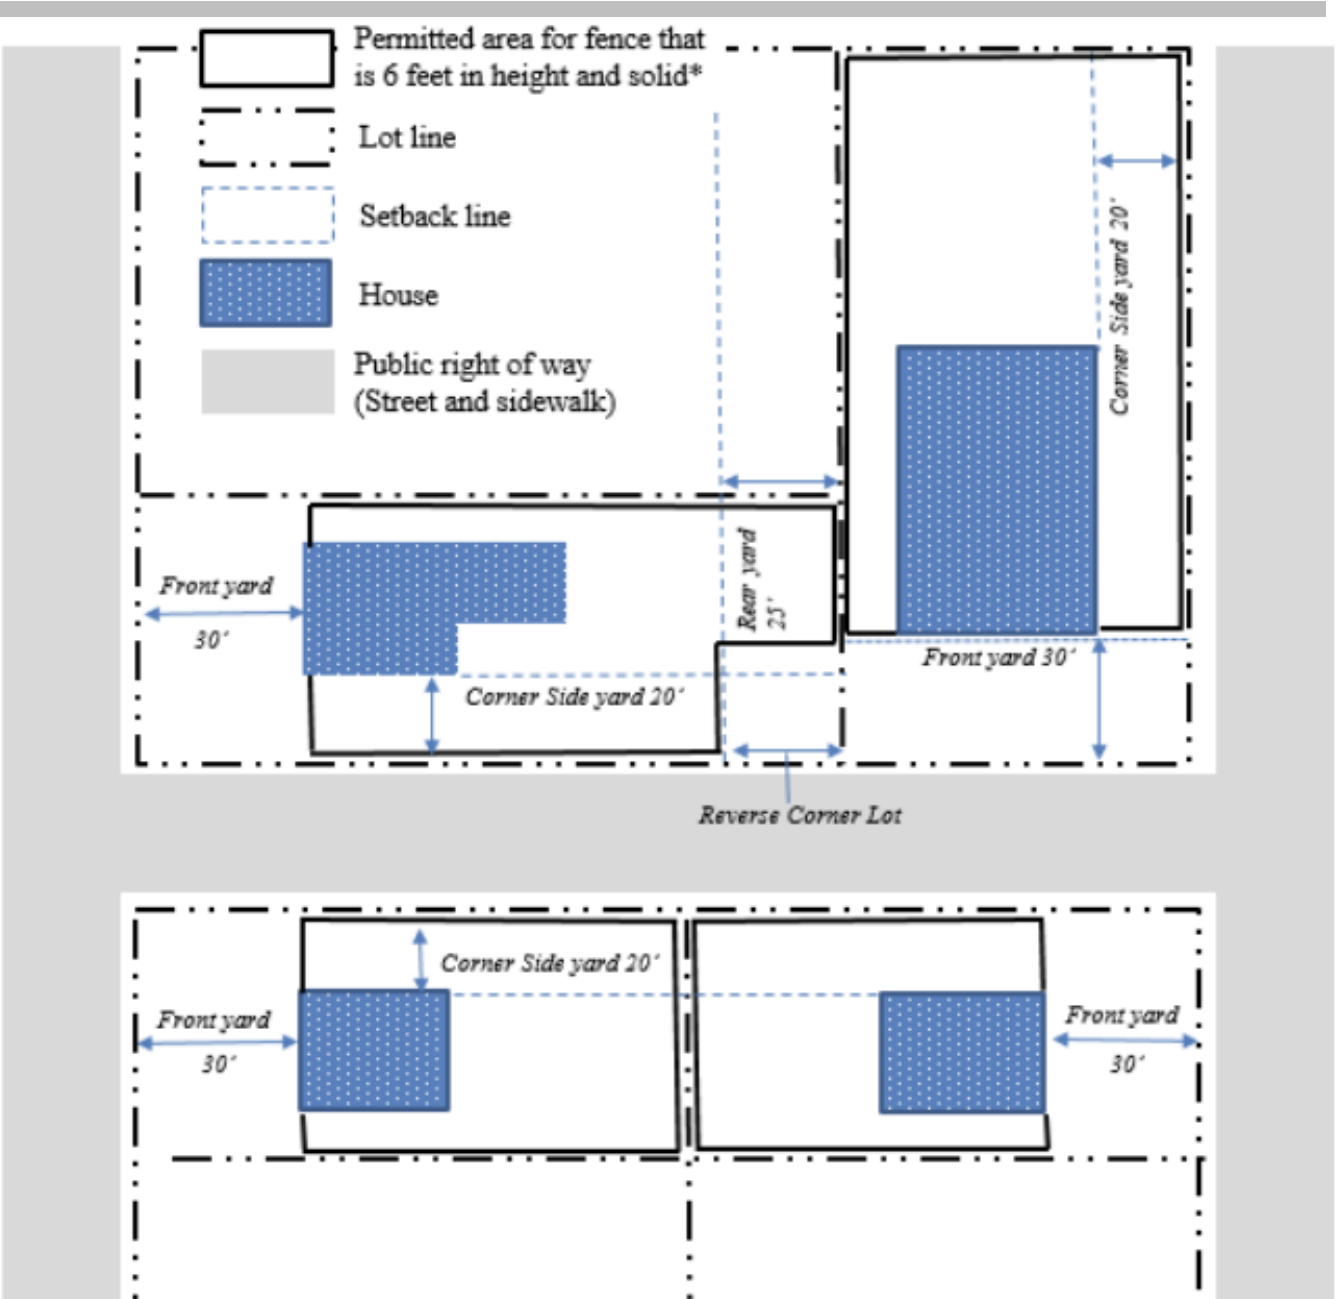 Permitted area for fence that
is 6 feet in height and solid*
Lot line
Setback line
House
Public right of way
(Street and sidewalk)
Corner Side yard 20´
Front yard
30´
Rear yard
25´
Corner Side yard 20´
Front yard 30´
Reverse Corner Lot
Corner Side yard 20´
Front yard
30´
Front yard
30´